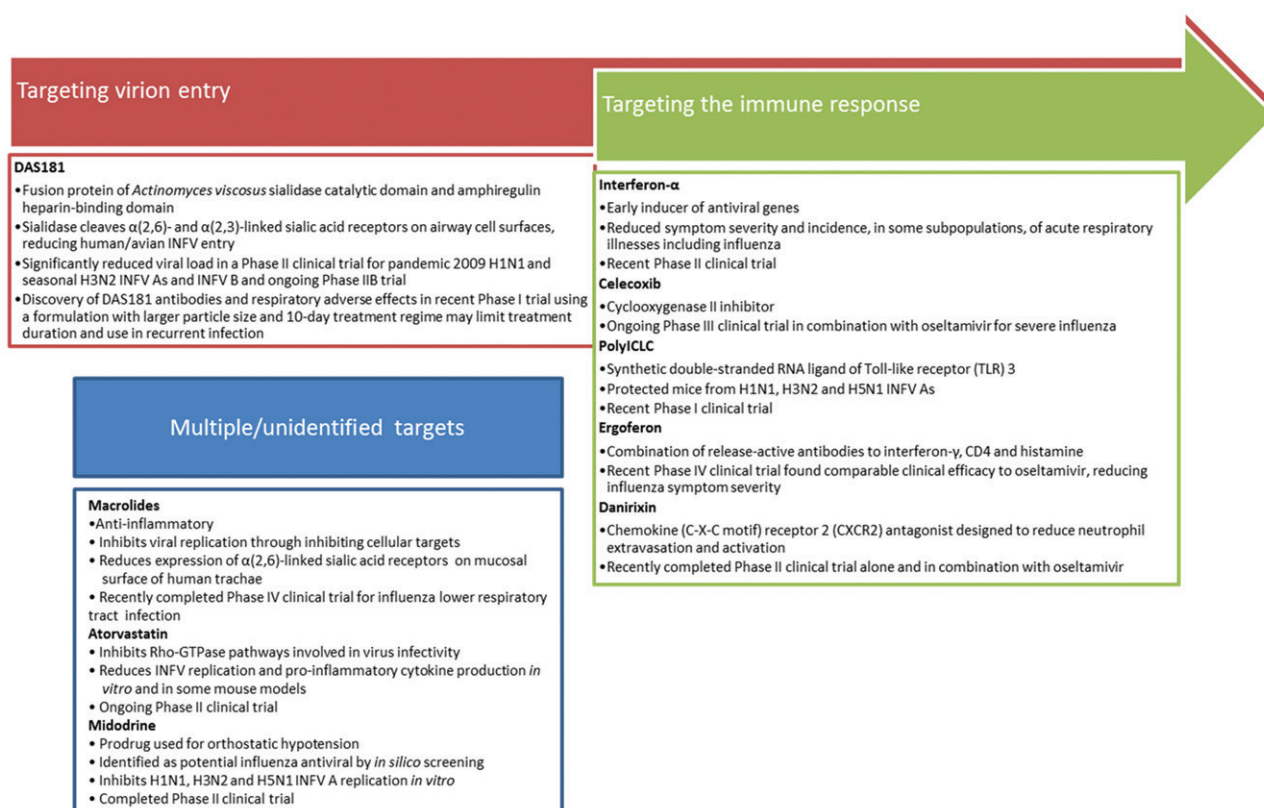 Targeting virion entry
DAS181
•Fusion protein of Actinomyces viscosus sialidase catalytic domain and amphiregulin
heparin-binding domain
•Sialidase cleaves α(2,6)- and α(2,3)-linked sialic acid receptors on airway cell surfaces,
reducing human/avian INFV entry
•Significantly reduced viral load in a Phase II clinical trial for pandemic 2009 H1N1 and
seasonal H3N2 INFV As and INFV B and ongoing Phase IIB trial
•Discovery of DAS181 antibodies and respiratory adverse effects in recent Phase I trial using
a formulation with larger particle size and 10-day treatment regime may limit treatment
duration and use in recurrent infection
Multiple/unidentified targets
Macrolides
•Anti-inflammatory
• Inhibits viral replication through inhibiting cellular targets
• Reduces expression of α(2,6)-linked sialic acid receptors on mucosal
surface of human trachae
• Recently completed Phase IV clinical trial for influenza lower respiratory
tract infection
Atorvastatin
• Inhibits Rho-GTPase pathways involved in virus infectivity
• Reduces INFV replication and pro-inflammatory cytokine production in
vitro and in some mouse models
• Ongoing Phase II clinical trial
Midodrine
• Prodrug used for orthostatic hypotension
• Identified as potential influenza antiviral by in silico screening
• Inhibits H1N1, H3N2 and H5N1 INFV A replication in vitro
• Completed Phase II clinical trial
Targeting the immune response
Interferon-α
•Early inducer of antiviral genes
•Reduced symptom severity and incidence, in some subpopulations, of acute respiratory
illnesses including influenza
•Recent Phase II clinical trial
Celecoxib
•Cyclooxygenase II inhibitor
•Ongoing Phase III clinical trial in combination with oseltamivir for severe influenza
PolyICLC
•Synthetic double-stranded RNA ligand of Toll-like receptor (TLR) 3
•Protected mice from H1N1, H3N2 and H5N1 INFV As
•Recent Phase I clinical trial
Ergoferon
•Combination of release-active antibodies to interferon-γ, CD4 and histamine
•Recent Phase IV clinical trial found comparable clinical efficacy to oseltamivir, reducing
influenza symptom severity
Danirixin
•Chemokine (C-X-C motif) receptor 2 (CXCR2) antagonist designed to reduce neutrophil
extravasation and activation
•Recently completed Phase II clinical trial alone and in combination with oseltamivir